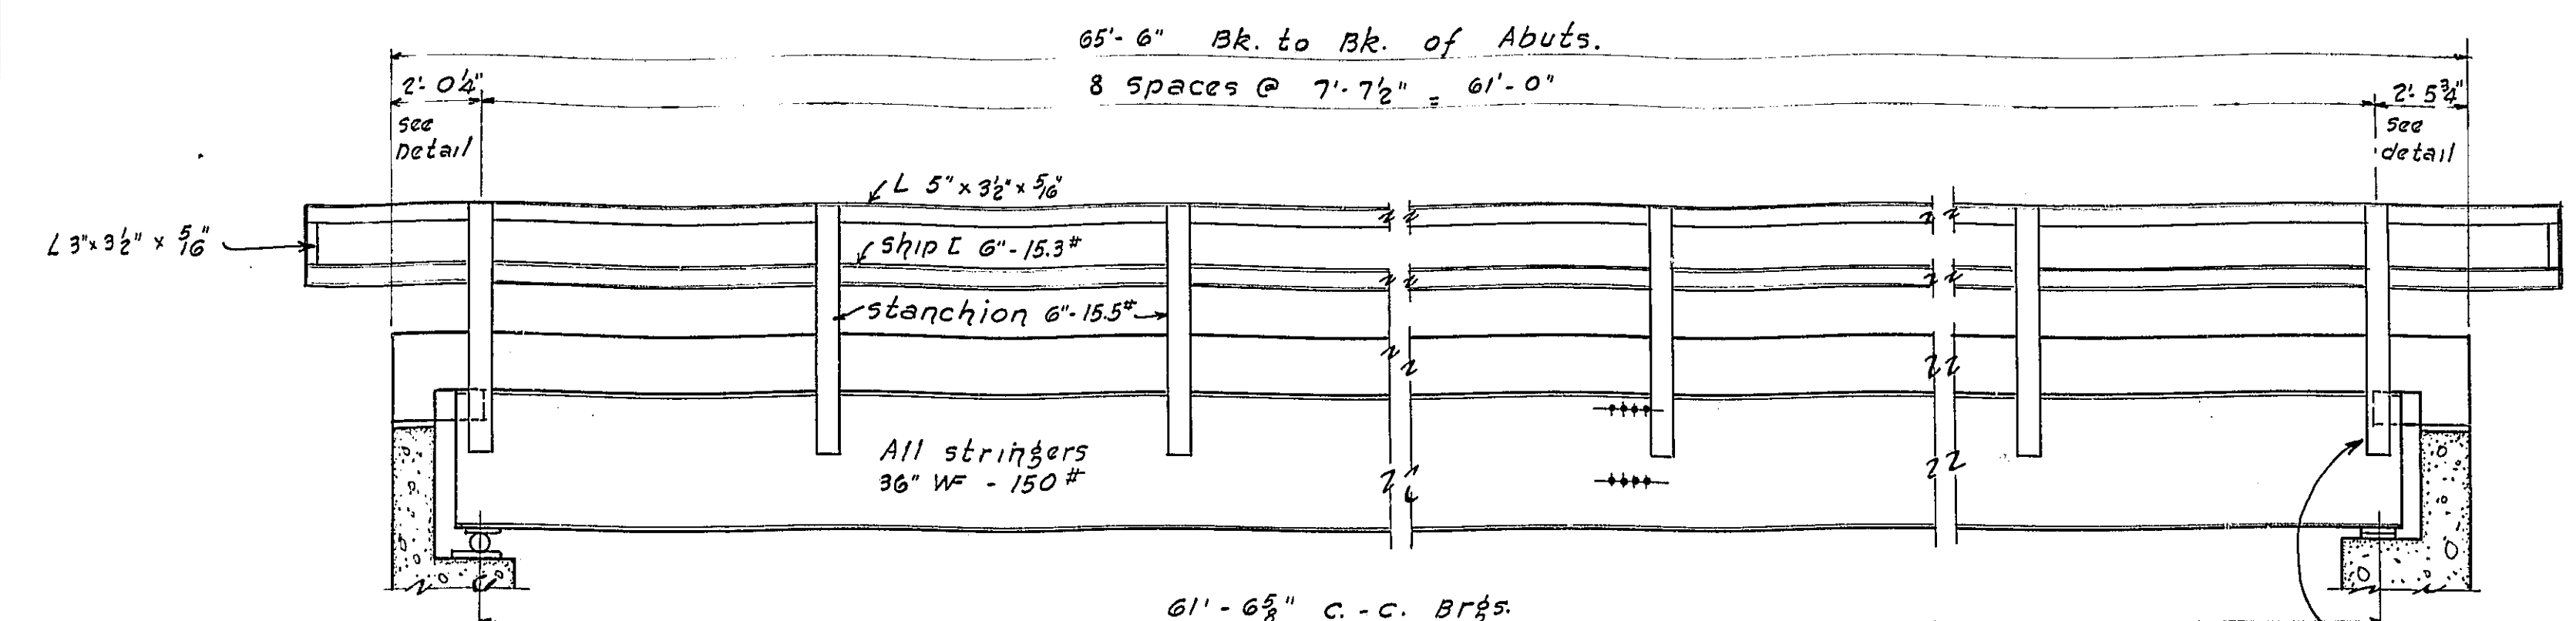 65'- 6" Bk. to Bk. of Abuts.
2'- 0¼"
8 spaces @ 7'- 7½" = 61'- 0"
2'- 5¾"
see
Detail
see
detail
L 5" x 3½" x 5/16"
L 3" x 3½" x 5/16"
ship [ 6" - 15.3#
stanchion 6" - 15.5#
All stringers
36" WF - 150#
61' - 6⅝" c. - c. Brgs.